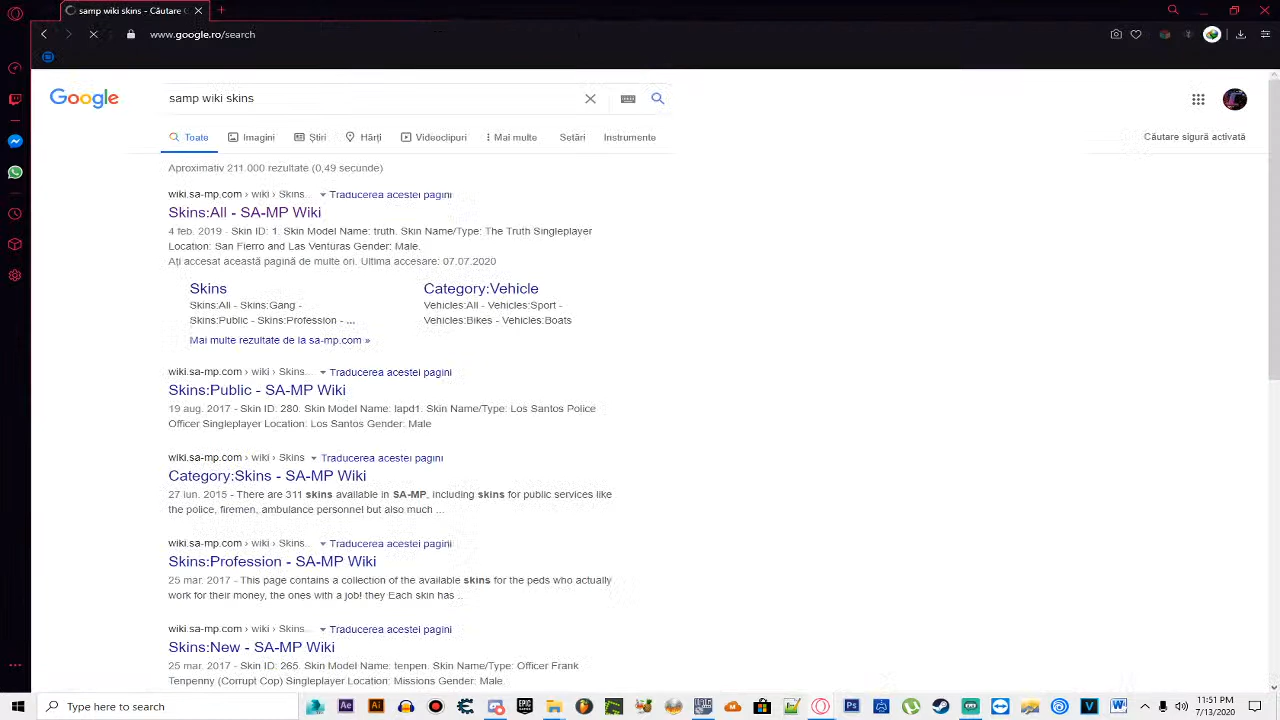 samp wiki skins - Căutare (
www.google.ro/search
Google
samp wiki skins
Toate
Imagini
Știri
Hărți
Videoclipuri
Mai multe
Setări
Instrumente
Căutare sigură activată
Aproximativ 211.000 rezultate (0,49 secunde)
wiki.sa-mp.com › wiki › Skins... Traducerea acestei pagini
Skins:All - SA-MP Wiki
4 feb. 2019 - Skin ID: 1. Skin Model Name: truth. Skin Name/Type: The Truth Singleplayer
Location: San Fierro and Las Venturas Gender: Male.
Ați accesat această pagină de multe ori. Ultima accesare: 07.07.2020
Skins
Skins:All - Skins:Gang -
Skins:Public - Skins:Profession - ...
Category:Vehicle
Vehicles:All - Vehicles:Sport -
Vehicles:Bikes - Vehicles:Boats
Mai multe rezultate de la sa-mp.com »
wiki.sa-mp.com › wiki › Skins... Traducerea acestei pagini
Skins:Public - SA-MP Wiki
19 aug. 2017 - Skin ID: 280. Skin Model Name: lapd1. Skin Name/Type: Los Santos Police
Officer Singleplayer Location: Los Santos Gender: Male
wiki.sa-mp.com › wiki › Skins Traducerea acestei pagini
Category:Skins - SA-MP Wiki
27 iun. 2015 - There are 311 skins available in SA-MP, including skins for public services like
the police, firemen, ambulance personnel but also much ...
wiki.sa-mp.com › wiki › Skins... Traducerea acestei pagini
Skins:Profession - SA-MP Wiki
25 mar. 2017 - This page contains a collection of the available skins for the peds who actually
work for their money, the ones with a job! they Each skin has ..
wiki.sa-mp.com › wiki › Skins... Traducerea acestei pagini
Skins:New - SA-MP Wiki
25 mar. 2017 - Skin ID: 265. Skin Model Name: tenpen. Skin Name/Type: Officer Frank
Tenpenny (Corrupt Cop) Singleplayer Location: Missions Gender: Male.
Type here to search
Ae
Ai
EPIC
GAMES
Ps
V
W
11:51 PM
7/13/2020